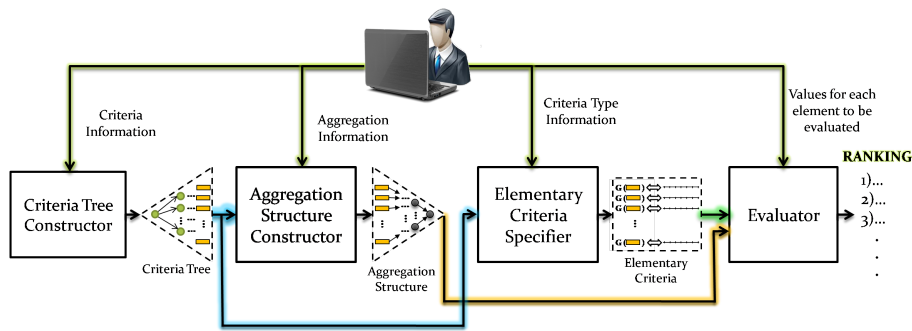 Criteria
Information
Aggregation
Information
Criteria Type
Information
Values for each
element to be
evaluated
RANKING
1)...
2)...
3)...
.
.
.
Criteria Tree
Constructor
Criteria Tree
Aggregation
Structure
Constructor
Aggregation
Structure
Elementary
Criteria
Specifier
G (
G (
G (
G (
Elementary
Criteria
Evaluator